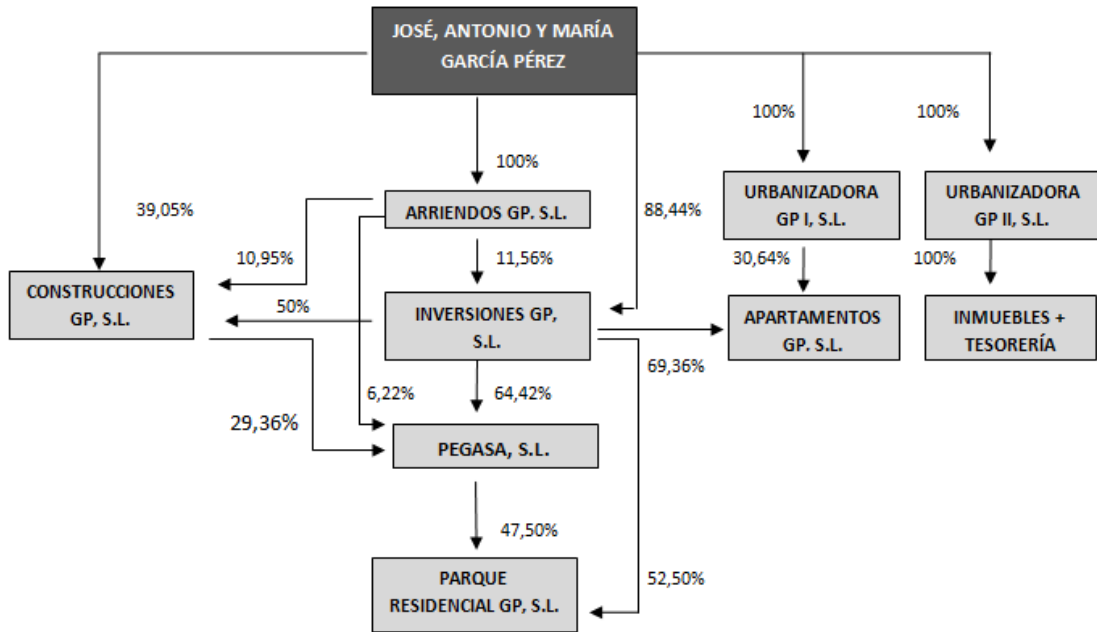 JOSÉ, ANTONIO Y MARÍA
GARCÍA PÉREZ
100%
100%
100%
39,05%
88,44%
ARRIENDOS GP. S.L.
URBANIZADORA
GP I, S.L.
URBANIZADORA
GP II, S.L.
10,95%
11,56%
30,64%
100%
CONSTRUCCIONES
GP, S.L.
50%
INVERSIONES GP,
S.L.
APARTAMENTOS
GP. S.L.
INMUEBLES +
TESORERÍA
69,36%
6,22%
64,42%
29,36%
PEGASA, S.L.
47,50%
52,50%
PARQUE
RESIDENCIAL GP, S.L.